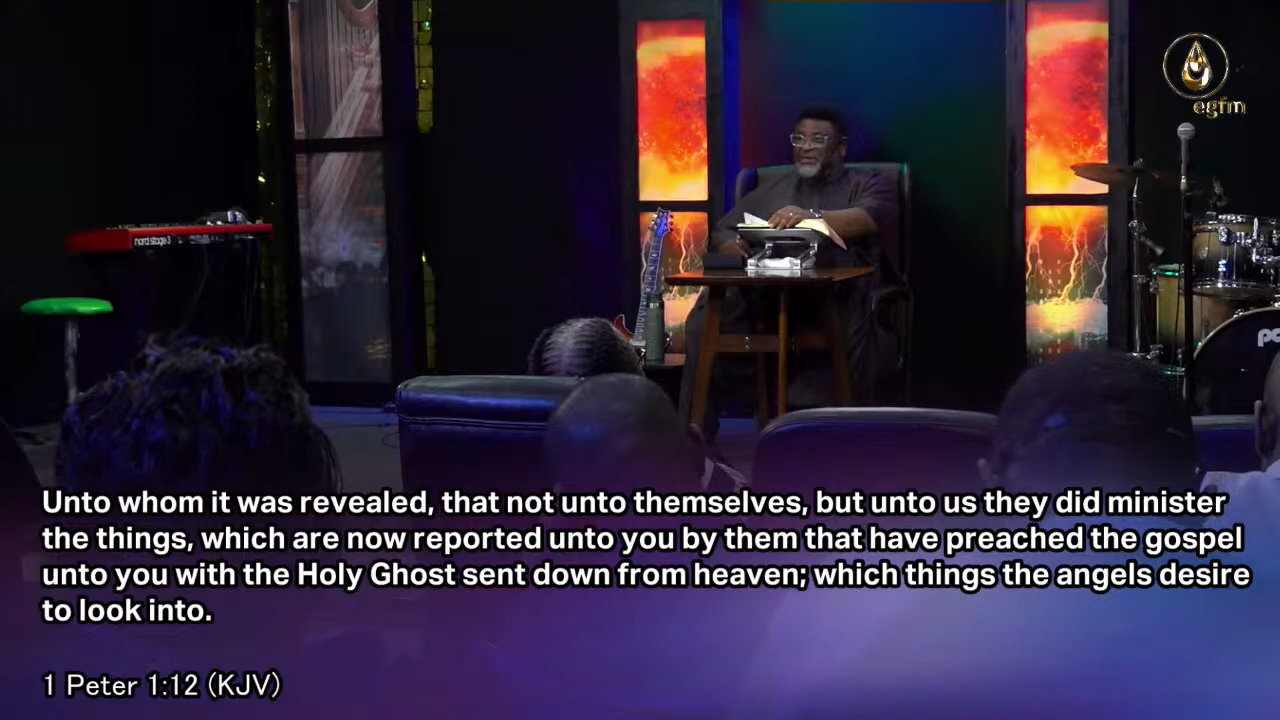 egfm
nord stage 3
Unto whom it was revealed, that not unto themselves, but unto us they did minister
the things, which are now reported unto you by them that have preached the gospel
unto you with the Holy Ghost sent down from heaven; which things the angels desire
to look into.
1 Peter 1:12 (KJV)